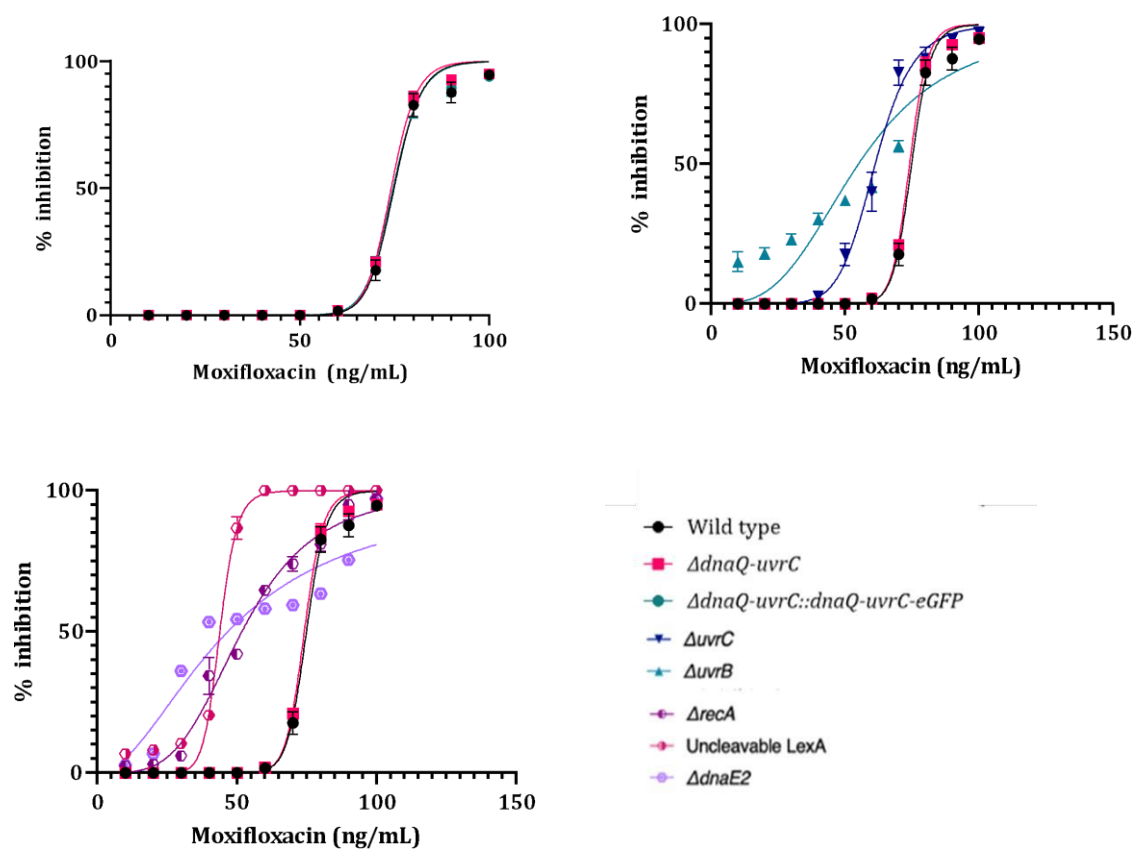 100
50
0
% inhibition
0
50
100
Moxifloxacin (ng/mL)
100
50
0
% inhibition
0
50
100
150
Moxifloxacin (ng/mL)
100
50
0
% inhibition
0
50
100
150
Moxifloxacin (ng/mL)
Wild type
ΔdnaQ-uvrC
ΔdnaQ-uvrC::dnaQ-uvrC-eGFP
ΔuvrC
ΔuvrB
ΔrecA
Uncleavable LexA
ΔdnaE2